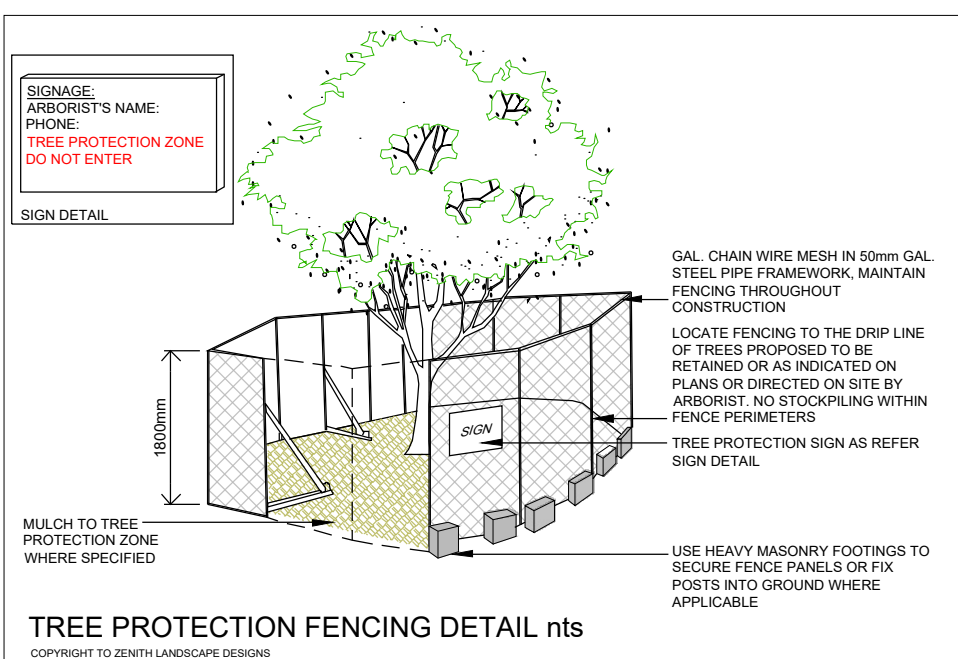 SIGNAGE:
ARBORIST'S NAME:
PHONE:
TREE PROTECTION ZONE
DO NOT ENTER
SIGN DETAIL
GAL. CHAIN WIRE MESH IN 50mm GAL.
STEEL PIPE FRAMEWORK, MAINTAIN
FENCING THROUGHOUT
CONSTRUCTION
LOCATE FENCING TO THE DRIP LINE
OF TREES PROPOSED TO BE
RETAINED OR AS INDICATED ON
PLANS OR DIRECTED ON SITE BY
ARBORIST. NO STOCKPILING WITHIN
FENCE PERIMETERS
1800mm
SIGN
TREE PROTECTION SIGN AS REFER
SIGN DETAIL
MULCH TO TREE
PROTECTION ZONE
WHERE SPECIFIED
USE HEAVY MASONRY FOOTINGS TO
SECURE FENCE PANELS OR FIX
POSTS INTO GROUND WHERE
APPLICABLE
TREE PROTECTION FENCING DETAIL nts
COPYRIGHT TO ZENITH LANDSCAPE DESIGNS